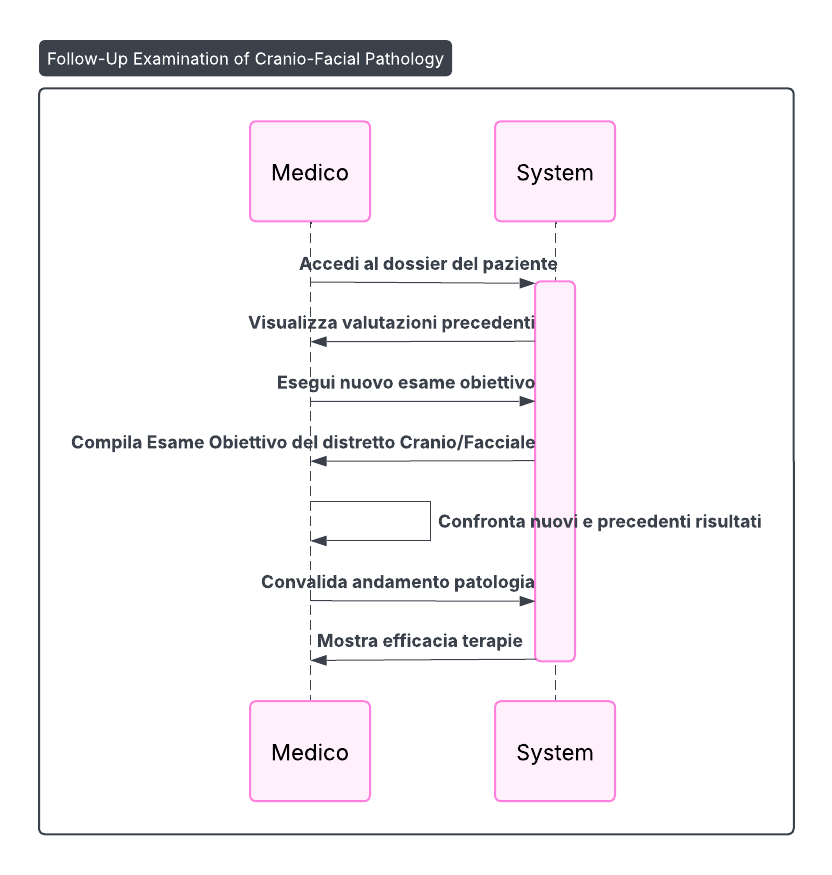 Follow-Up Examination of Cranio-Facial Pathology
Medico
System
Accedi al dossier del paziente
Visualizza valutazioni precedenti
Esegui nuovo esame obiettivo
Compila Esame Obiettivo del distretto Cranio/Facciale
Confronta nuovi e precedenti risultati
Convalida andamento patologia
Mostra efficacia terapie
Medico
System